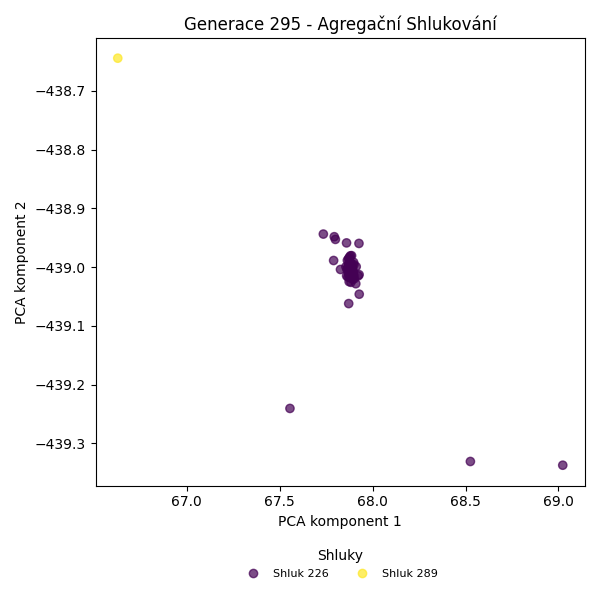 Generace 295 - Agregační Shlukování
PCA komponent 2
−438.7
−438.8
−438.9
−439.0
−439.1
−439.2
−439.3
67.0 67.5 68.0 68.5 69.0
PCA komponent 1
Shluky
Shluk 226 Shluk 289